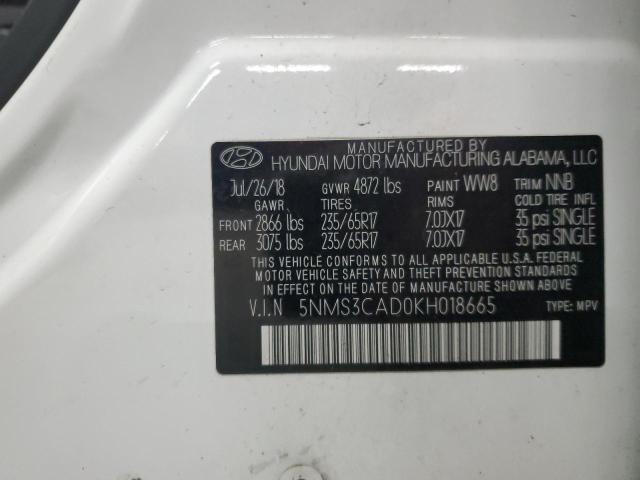 MANUFACTURED BY
HYUNDAI MOTOR MANUFACTURING ALABAMA, LLC
Jul/26/18 GVWR 4872 lbs PAINT WW8 TRIM NNB
GAWR TIRES RIMS COLD TIRE INFL
FRONT 2866 lbs 235/65R17 7.0JX17 35 psi SINGLE
REAR 3075 lbs 235/65R17 7.0JX17 35 psi SINGLE
THIS VEHICLE CONFORMS TO ALL APPLICABLE U.S.A. FEDERAL
MOTOR VEHICLE SAFETY AND THEFT PREVENTION STANDARDS
IN EFFECT ON THE DATE OF MANUFACTURE SHOWN ABOVE.
V.I.N 5NMS3CAD0KH018665 TYPE: MPV